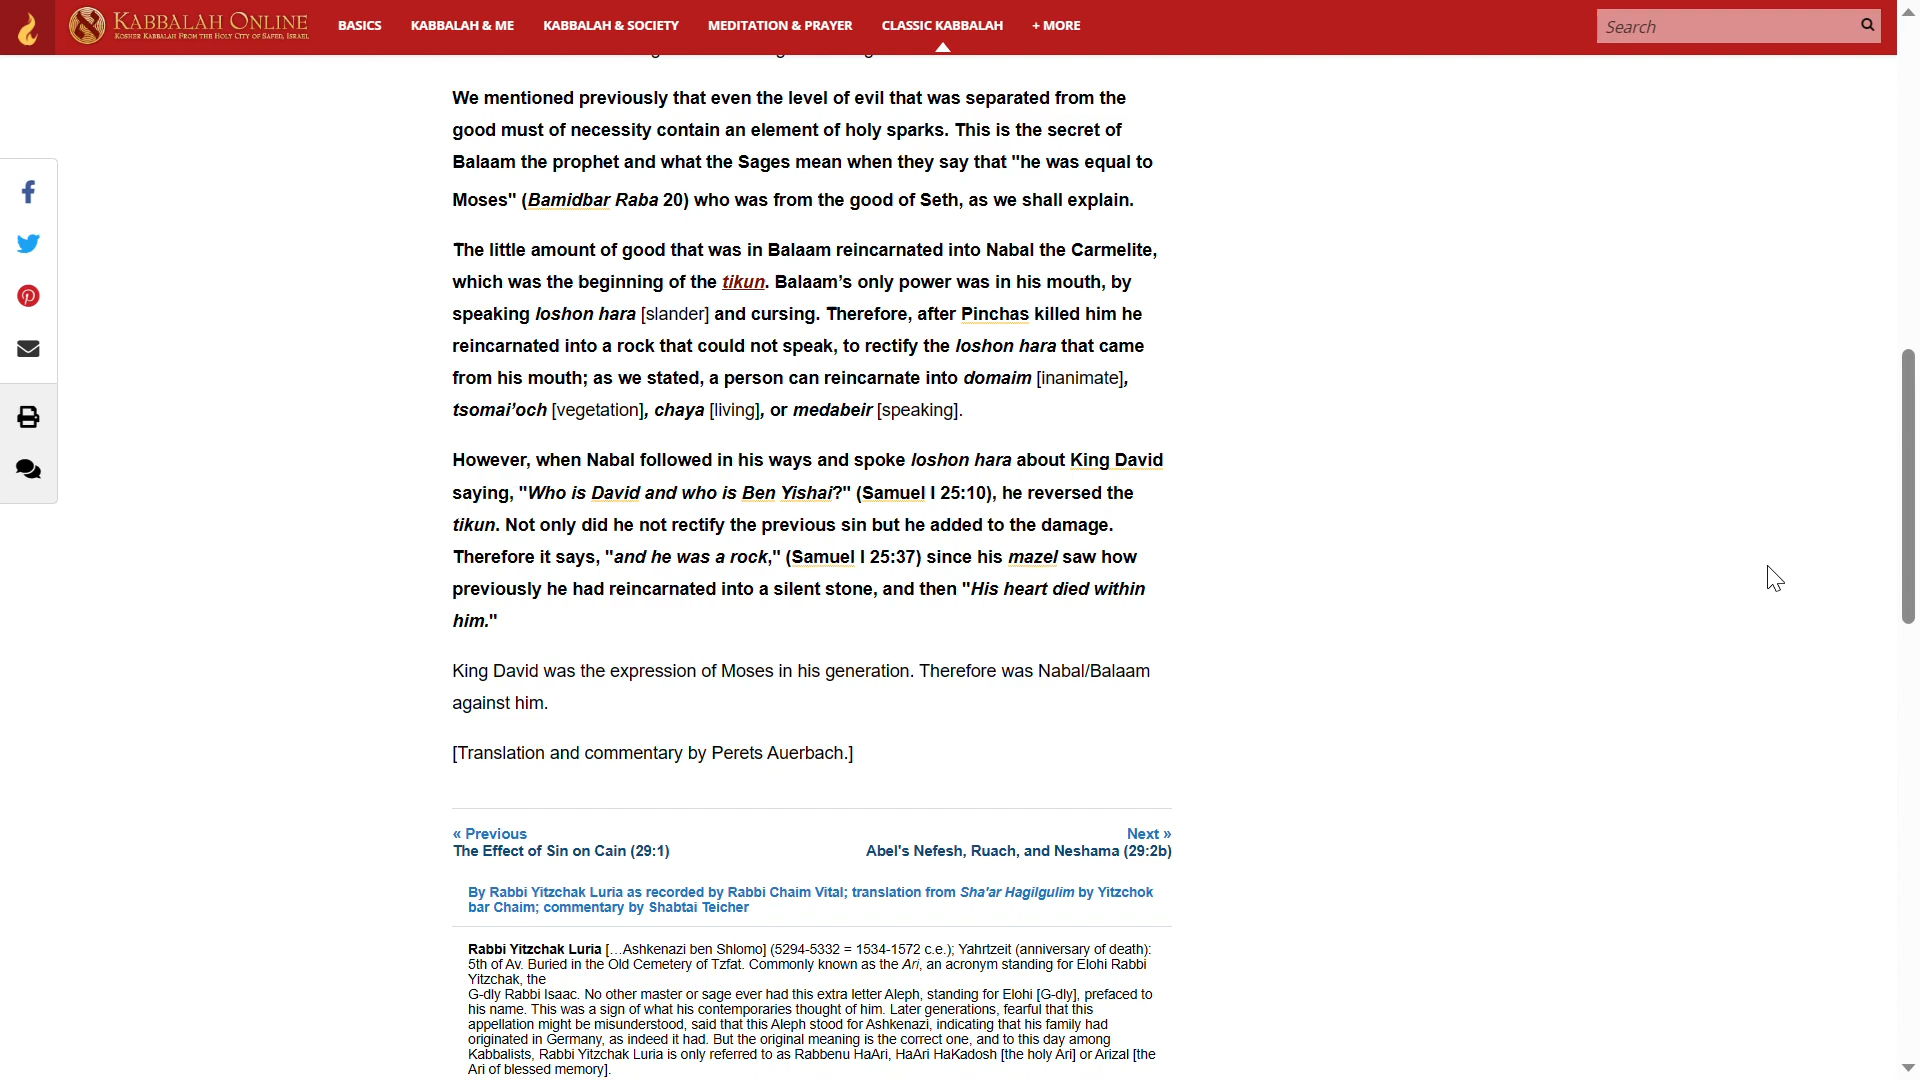 KABBALAH ONLINE
KOSHER KABBALAH FROM THE HOLY CITY OF SAFED, ISRAEL
BASICS
KABBALAH & ME
KABBALAH & SOCIETY
MEDITATION & PRAYER
CLASSIC KABBALAH
+ MORE
Search
We mentioned previously that even the level of evil that was separated from the
good must of necessity contain an element of holy sparks. This is the secret of
Balaam the prophet and what the Sages mean when they say that "he was equal to
Moses" (Bamidbar Raba 20) who was from the good of Seth, as we shall explain.
The little amount of good that was in Balaam reincarnated into Nabal the Carmelite,
which was the beginning of the tikun. Balaam’s only power was in his mouth, by
speaking loshon hara [slander] and cursing. Therefore, after Pinchas killed him he
reincarnated into a rock that could not speak, to rectify the loshon hara that came
from his mouth; as we stated, a person can reincarnate into domaim [inanimate],
tsomai’och [vegetation], chaya [living], or medabeir [speaking].
However, when Nabal followed in his ways and spoke loshon hara about King David
saying, "Who is David and who is Ben Yishai?" (Samuel I 25:10), he reversed the
tikun. Not only did he not rectify the previous sin but he added to the damage.
Therefore it says, "and he was a rock," (Samuel I 25:37) since his mazel saw how
previously he had reincarnated into a silent stone, and then "His heart died within
him."
King David was the expression of Moses in his generation. Therefore was Nabal/Balaam
against him.
[Translation and commentary by Perets Auerbach.]
« Previous
The Effect of Sin on Cain (29:1)
Next »
Abel's Nefesh, Ruach, and Neshama (29:2b)
By Rabbi Yitzchak Luria as recorded by Rabbi Chaim Vital; translation from Sha'ar Hagilgulim by Yitzchok
bar Chaim; commentary by Shabtai Teicher
Rabbi Yitzchak Luria […Ashkenazi ben Shlomo] (5294-5332 = 1534-1572 c.e.); Yahrtzeit (anniversary of death):
5th of Av. Buried in the Old Cemetery of Tzfat. Commonly known as the Ari, an acronym standing for Elohi Rabbi
Yitzchak, the
G-dly Rabbi Isaac. No other master or sage ever had this extra letter Aleph, standing for Elohi [G-dly], prefaced to
his name. This was a sign of what his contemporaries thought of him. Later generations, fearful that this
appellation might be misunderstood, said that this Aleph stood for Ashkenazi, indicating that his family had
originated in Germany, as indeed it had. But the original meaning is the correct one, and to this day among
Kabbalists, Rabbi Yitzchak Luria is only referred to as Rabbenu HaAri, HaAri HaKadosh [the holy Ari] or Arizal [the
Ari of blessed memory].